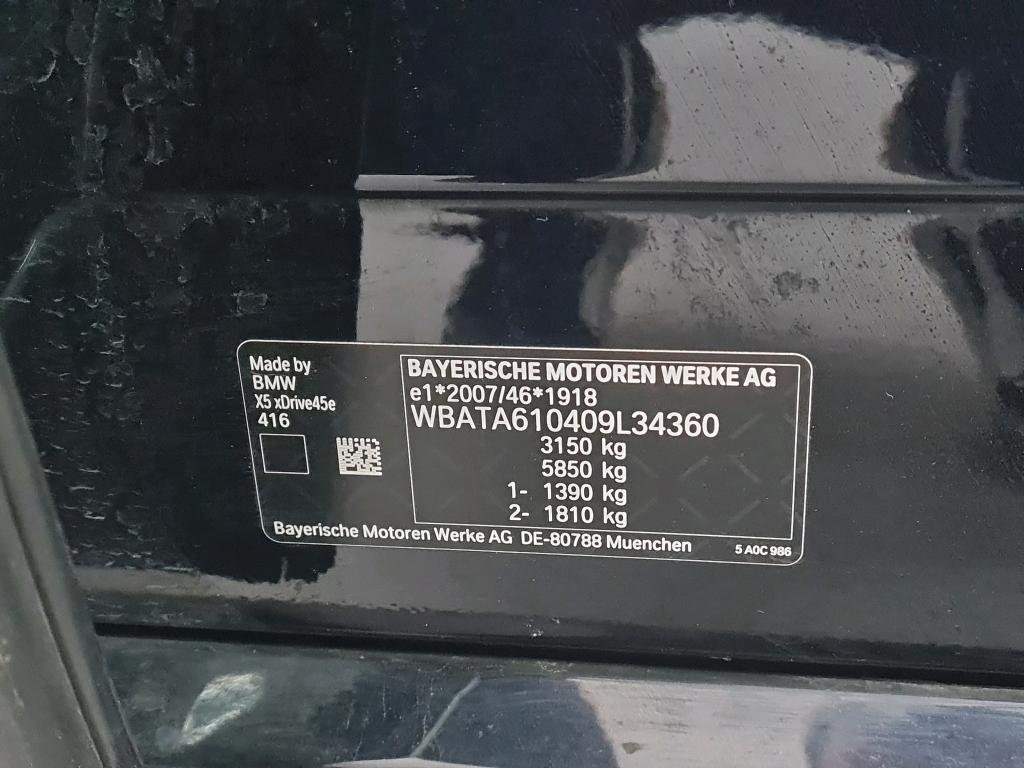 Made by
BMW
X5 xDrive45e
416
BAYERISCHE MOTOREN WERKE AG
e1*2007/46*1918
WBATA610409L34360
3150 kg
5850 kg
1- 1390 kg
2- 1810 kg
Bayerische Motoren Werke AG DE-80788 Muenchen
5 A0C 986